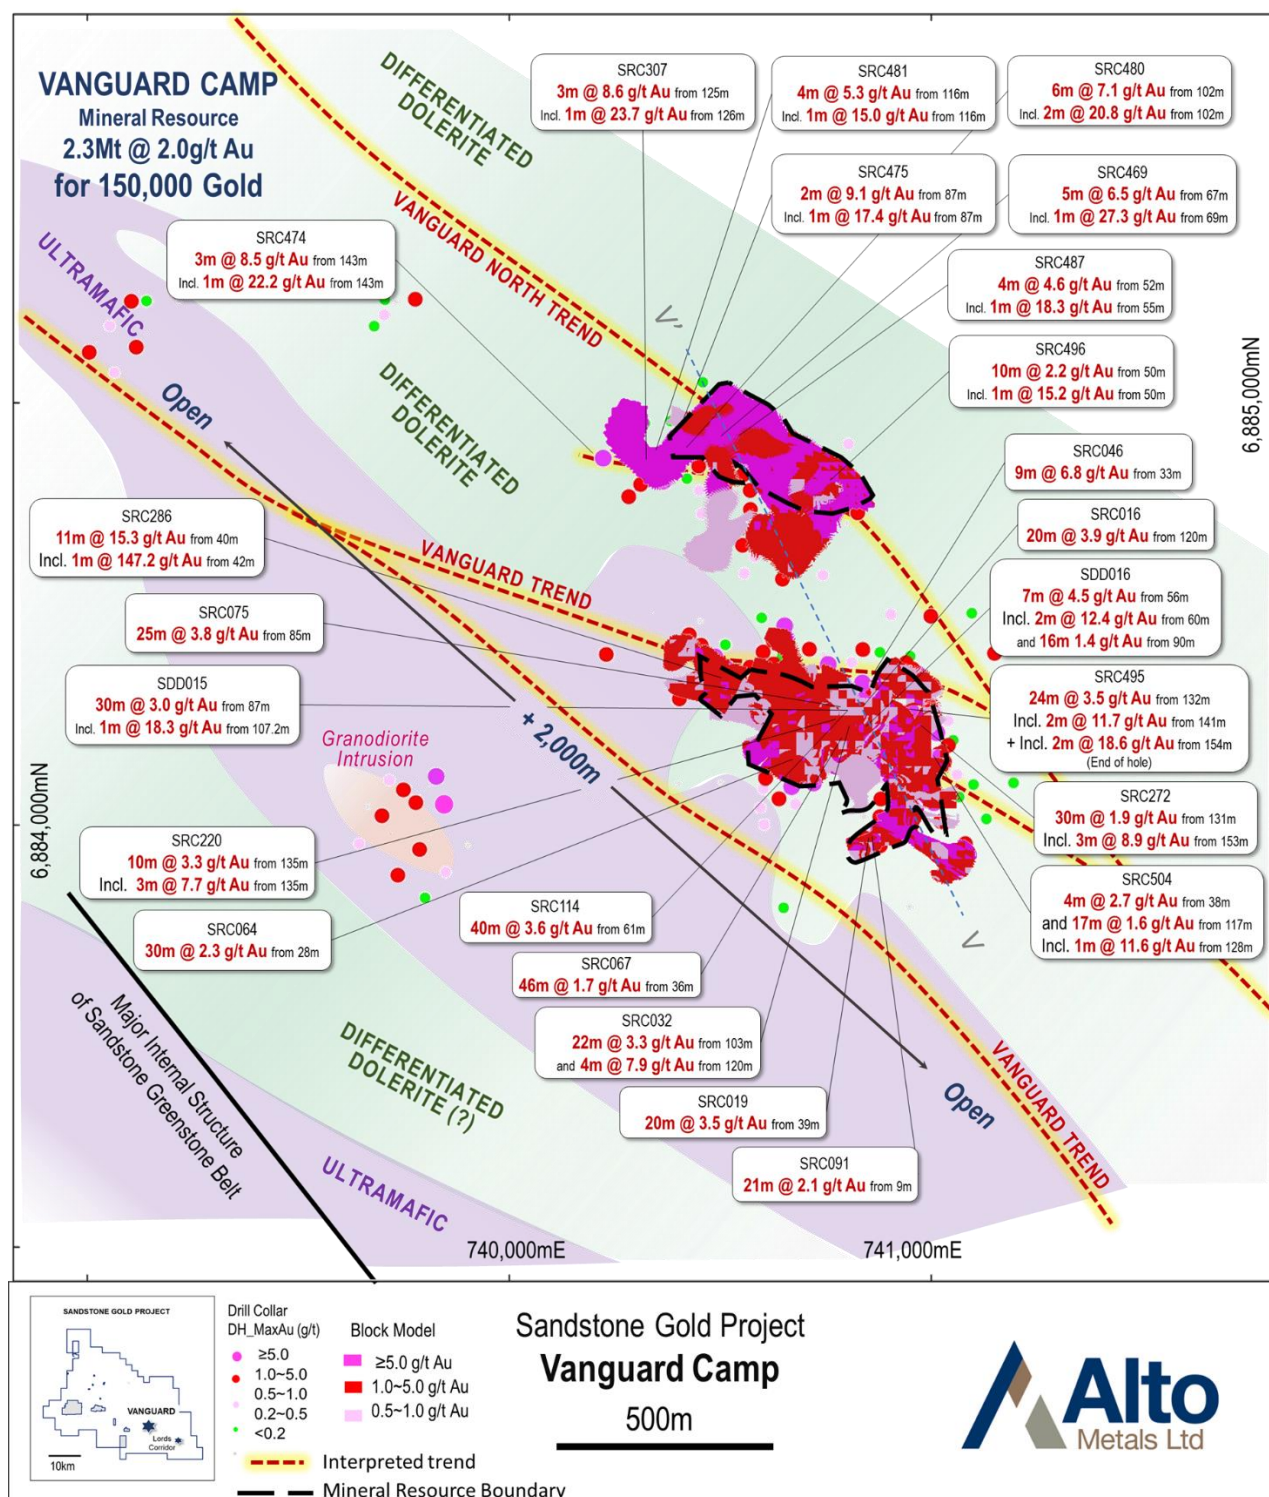 VANGUARD CAMP
Mineral Resource
2.3Mt @ 2.0g/t Au
for 150,000 Gold
DIFFERENTIATED
DOLERITE
SRC307
3m @ 8.6 g/t Au from 125m
Incl. 1m @ 23.7 g/t Au from 126m
SRC481
4m @ 5.3 g/t Au from 116m
Incl. 1m @ 15.0 g/t Au from 116m
SRC480
6m @ 7.1 g/t Au from 102m
Incl. 2m @ 20.8 g/t Au from 102m
SRC475
2m @ 9.1 g/t Au from 87m
Incl. 1m @ 17.4 g/t Au from 87m
SRC469
5m @ 6.5 g/t Au from 67m
Incl. 1m @ 27.3 g/t Au from 69m
SRC474
3m @ 8.5 g/t Au from 143m
Incl. 1m @ 22.2 g/t Au from 143m
ULTRAMAFIC
VANGUARD NORTH TREND
SRC487
4m @ 4.6 g/t Au from 52m
Incl. 1m @ 18.3 g/t Au from 55m
V'
SRC496
10m @ 2.2 g/t Au from 50m
Incl. 1m @ 15.2 g/t Au from 50m
6,885,000mN
Open
DIFFERENTIATED
DOLERITE
SRC046
9m @ 6.8 g/t Au from 33m
SRC286
11m @ 15.3 g/t Au from 40m
Incl. 1m @ 147.2 g/t Au from 42m
SRC016
20m @ 3.9 g/t Au from 120m
VANGUARD TREND
SDD016
7m @ 4.5 g/t Au from 56m
Incl. 2m @ 12.4 g/t Au from 60m
and 16m 1.4 g/t Au from 90m
SRC075
25m @ 3.8 g/t Au from 85m
SDD015
30m @ 3.0 g/t Au from 87m
Incl. 1m @ 18.3 g/t Au from 107.2m
SRC495
24m @ 3.5 g/t Au from 132m
Incl. 2m @ 11.7 g/t Au from 141m
+ Incl. 2m @ 18.6 g/t Au from 154m
(End of hole)
+ 2,000m
Granodiorite
Intrusion
6,884,000mN
SRC272
30m @ 1.9 g/t Au from 131m
Incl. 3m @ 8.9 g/t Au from 153m
SRC220
10m @ 3.3 g/t Au from 135m
Incl. 3m @ 7.7 g/t Au from 135m
SRC504
4m @ 2.7 g/t Au from 38m
and 17m @ 1.6 g/t Au from 117m
Incl. 1m @ 11.6 g/t Au from 128m
SRC064
30m @ 2.3 g/t Au from 28m
SRC114
40m @ 3.6 g/t Au from 61m
V
SRC067
46m @ 1.7 g/t Au from 36m
SRC032
22m @ 3.3 g/t Au from 103m
and 4m @ 7.9 g/t Au from 120m
Major Internal Structure
of Sandstone Greenstone Belt
DIFFERENTIATED
DOLERITE (?)
SRC019
20m @ 3.5 g/t Au from 39m
Open
VANGUARD TREND
SRC091
21m @ 2.1 g/t Au from 9m
ULTRAMAFIC
740,000mE
741,000mE
SANDSTONE GOLD PROJECT
VANGUARD
Lords
Corridor
10km
Drill Collar
DH_MaxAu (g/t)
≥5.0
1.0~5.0
0.5~1.0
0.2~0.5
<0.2
Block Model
≥5.0 g/t Au
1.0~5.0 g/t Au
0.5~1.0 g/t Au
Interpreted trend
Mineral Resource Boundary
Sandstone Gold Project
Vanguard Camp
500m
Alto
Metals Ltd